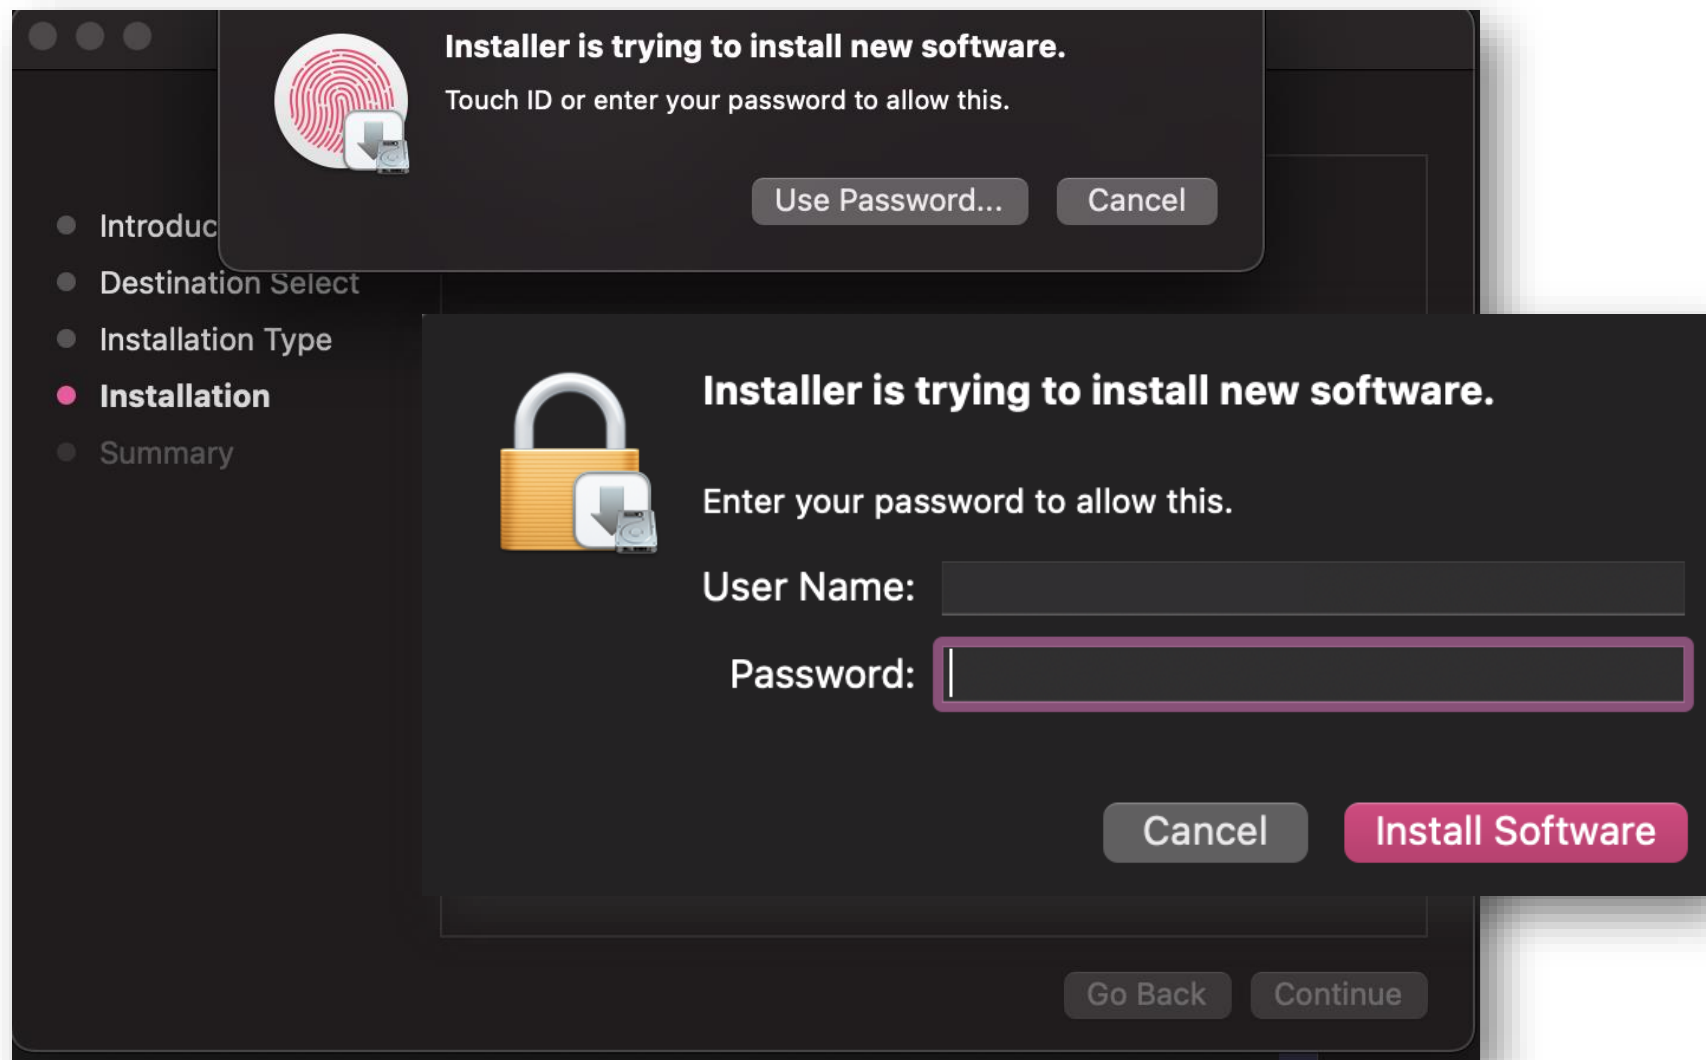 Installer is trying to install new software.
Touch ID or enter your password to allow this.
Use Password... Cancel
Introduc
Destination Select
Installation Type
Installation
Summary
Installer is trying to install new software.
Enter your password to allow this.
User Name:
Password:
Cancel Install Software
Go Back Continue